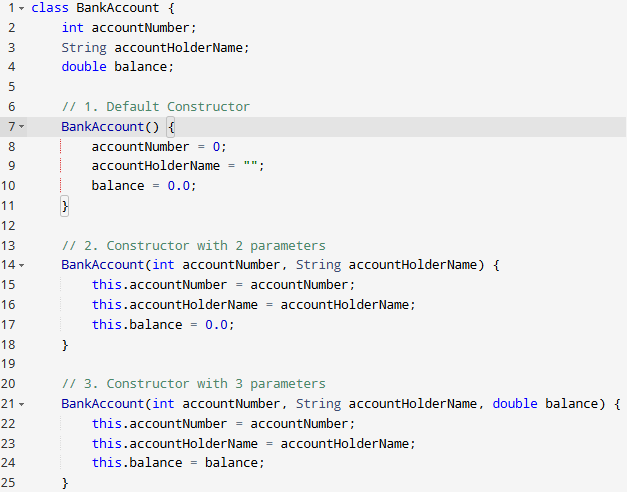 1 class BankAccount {
2     int accountNumber;
3     String accountHolderName;
4     double balance;
5
6     // 1. Default Constructor
7     BankAccount() {
8         accountNumber = 0;
9         accountHolderName = "";
10         balance = 0.0;
11     }
12
13     // 2. Constructor with 2 parameters
14     BankAccount(int accountNumber, String accountHolderName) {
15         this.accountNumber = accountNumber;
16         this.accountHolderName = accountHolderName;
17         this.balance = 0.0;
18     }
19
20     // 3. Constructor with 3 parameters
21     BankAccount(int accountNumber, String accountHolderName, double balance) {
22         this.accountNumber = accountNumber;
23         this.accountHolderName = accountHolderName;
24         this.balance = balance;
25     }